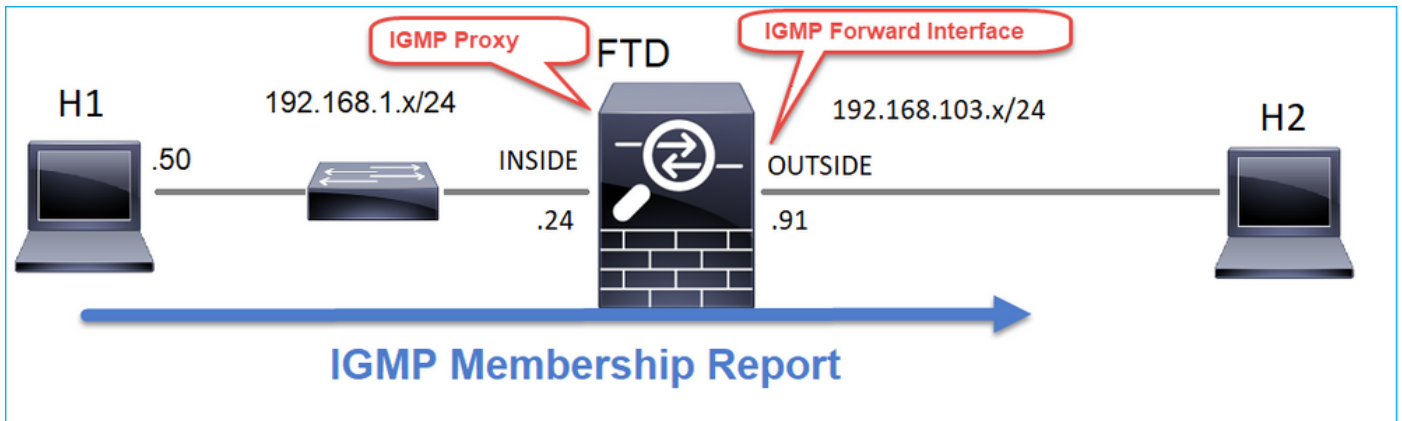 IGMP Proxy
IGMP Forward Interface
FTD
H1
192.168.1.x/24
192.168.103.x/24
H2
.50
INSIDE
OUTSIDE
.24
.91
IGMP Membership Report